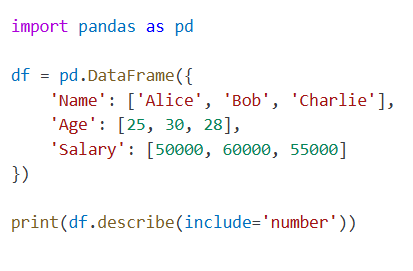 import pandas as pd
df = pd.DataFrame({
    'Name': ['Alice', 'Bob', 'Charlie'],
    'Age': [25, 30, 28],
    'Salary': [50000, 60000, 55000]
})
print(df.describe(include='number'))